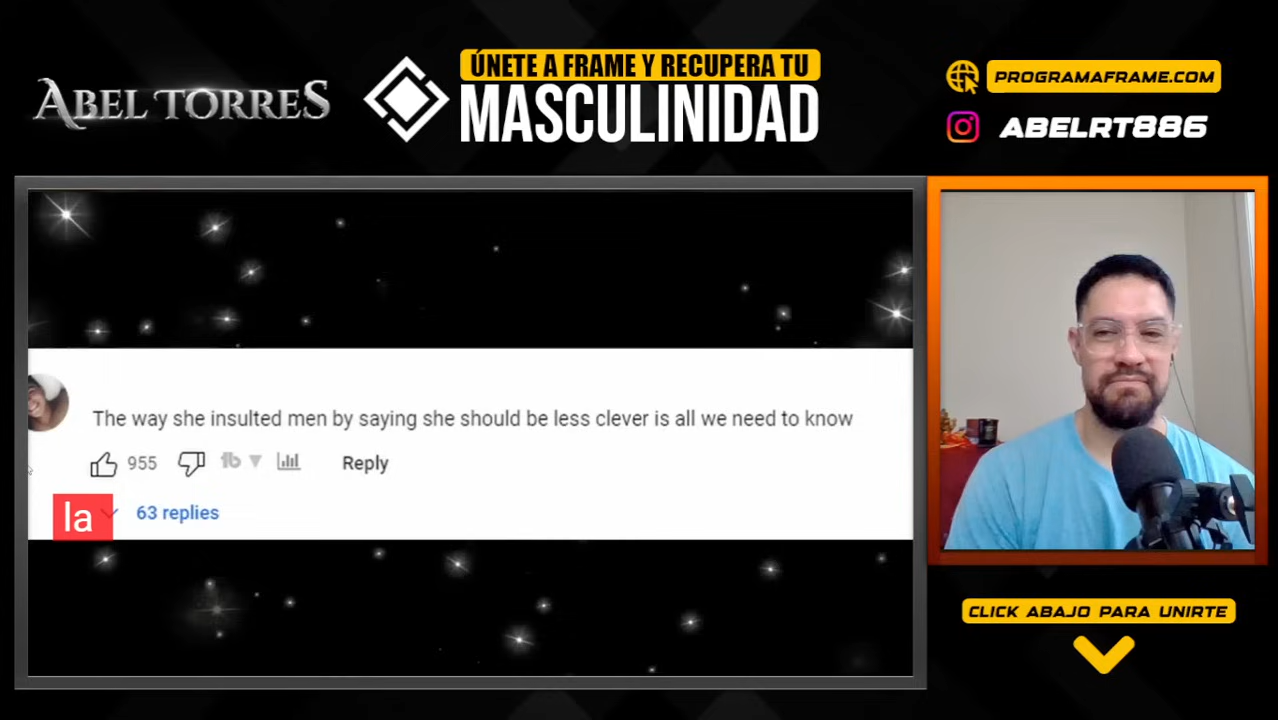 ABEL TORRES
ÚNETE A FRAME Y RECUPERA TU
MASCULINIDAD
PROGRAMAFRAME.COM
ABELRT886
The way she insulted men by saying she should be less clever is all we need to know
955
Reply
la
63 replies
CLICK ABAJO PARA UNIRTE